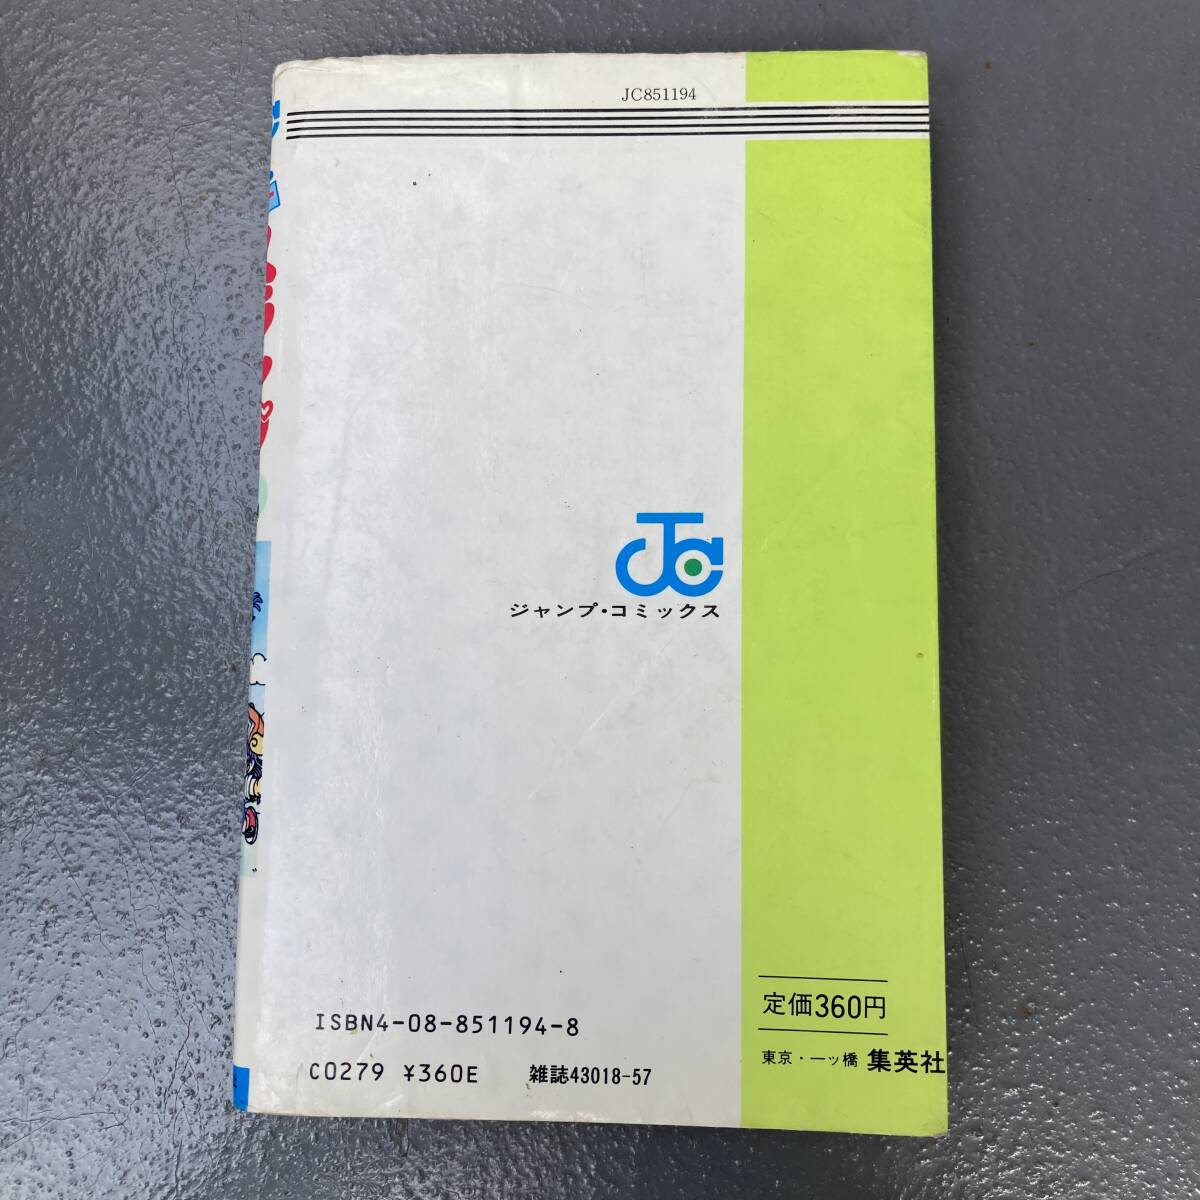 JC851194
JC
ジャンプ・コミックス
ISBN4-08-851194-8
C0279 ¥360E 雑誌43018-57
定価360円
東京・一ッ橋 集英社